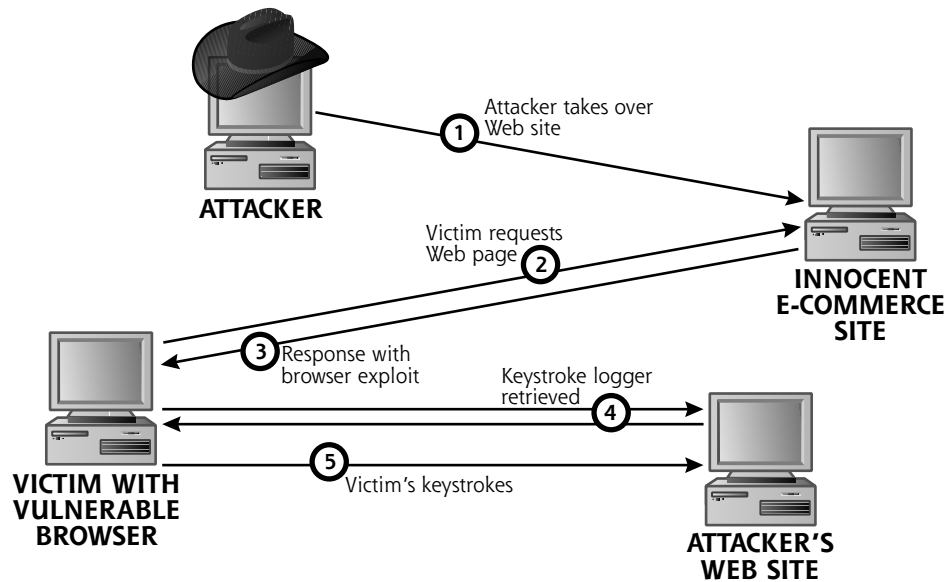 Attacker takes over
Web site
1
ATTACKER
Victim requests
Web page
2
INNOCENT
E-COMMERCE
SITE
3
Response with
browser exploit
Keystroke logger
retrieved
4
5
Victim's keystrokes
VICTIM WITH
VULNERABLE
BROWSER
ATTACKER'S
WEB SITE